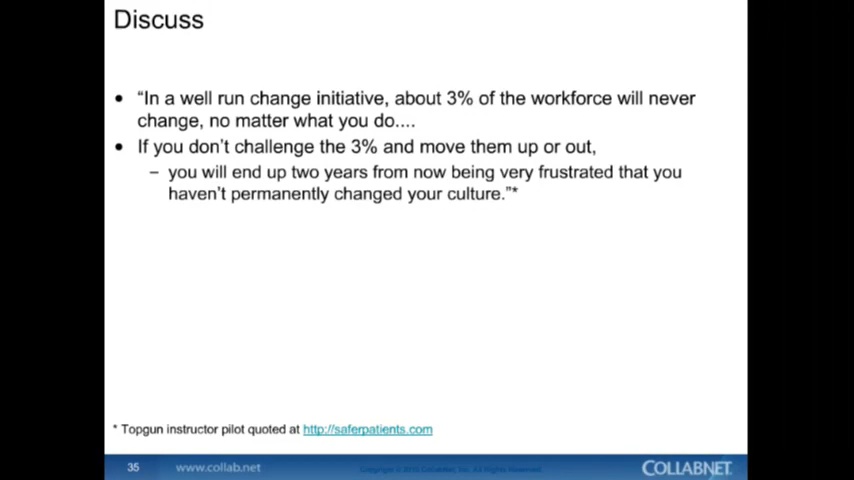 Discuss
• “In a well run change initiative, about 3% of the workforce will never
change, no matter what you do....
• If you don’t challenge the 3% and move them up or out,
– you will end up two years from now being very frustrated that you
haven’t permanently changed your culture.”*
* Topgun instructor pilot quoted at http://saferpatients.com
35 www.collab.net All Rights Reserved. COLLABNET